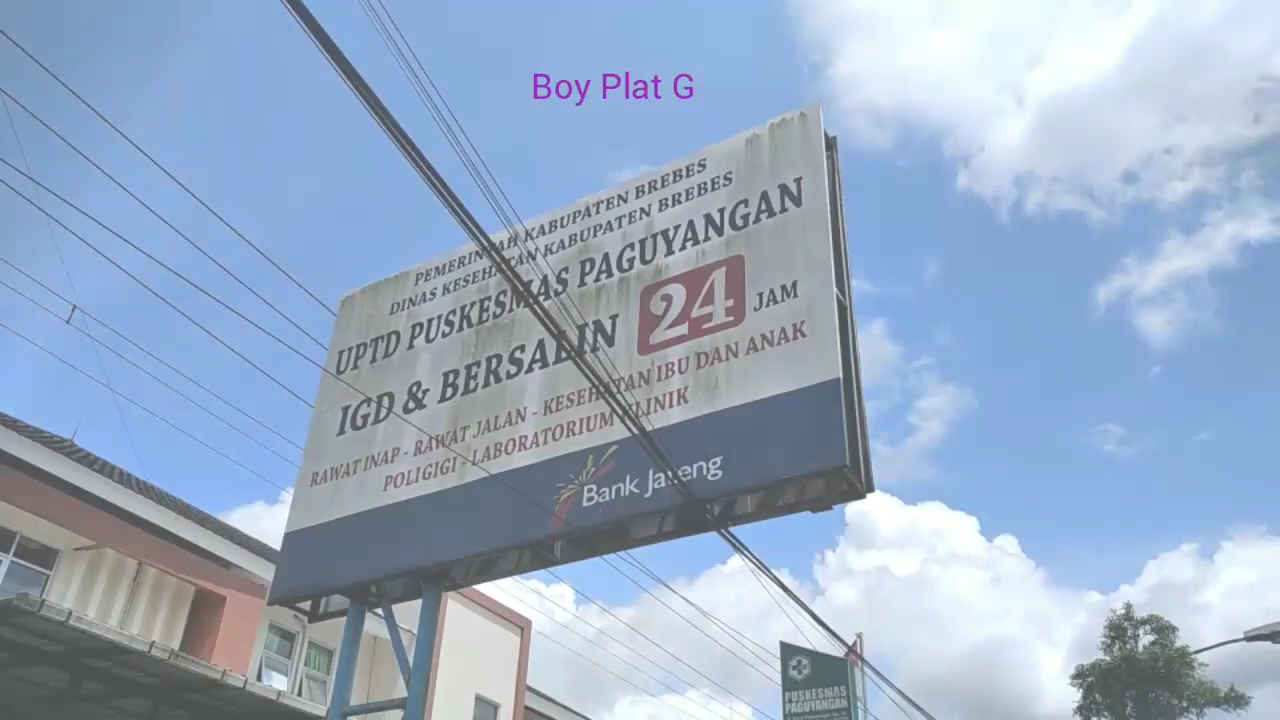 Boy Plat G
PEMERINTAH KABUPATEN BREBES
DINAS KESEHATAN KABUPATEN BREBES
UPTD PUSKESMAS PAGUYANGAN
IGD & BERSALIN 24 JAM
RAWAT INAP - RAWAT JALAN - KESEHATAN IBU DAN ANAK
POLIGIGI - LABORATORIUM KLINIK
Bank Jateng
PUSKESMAS
PAGUYANGAN